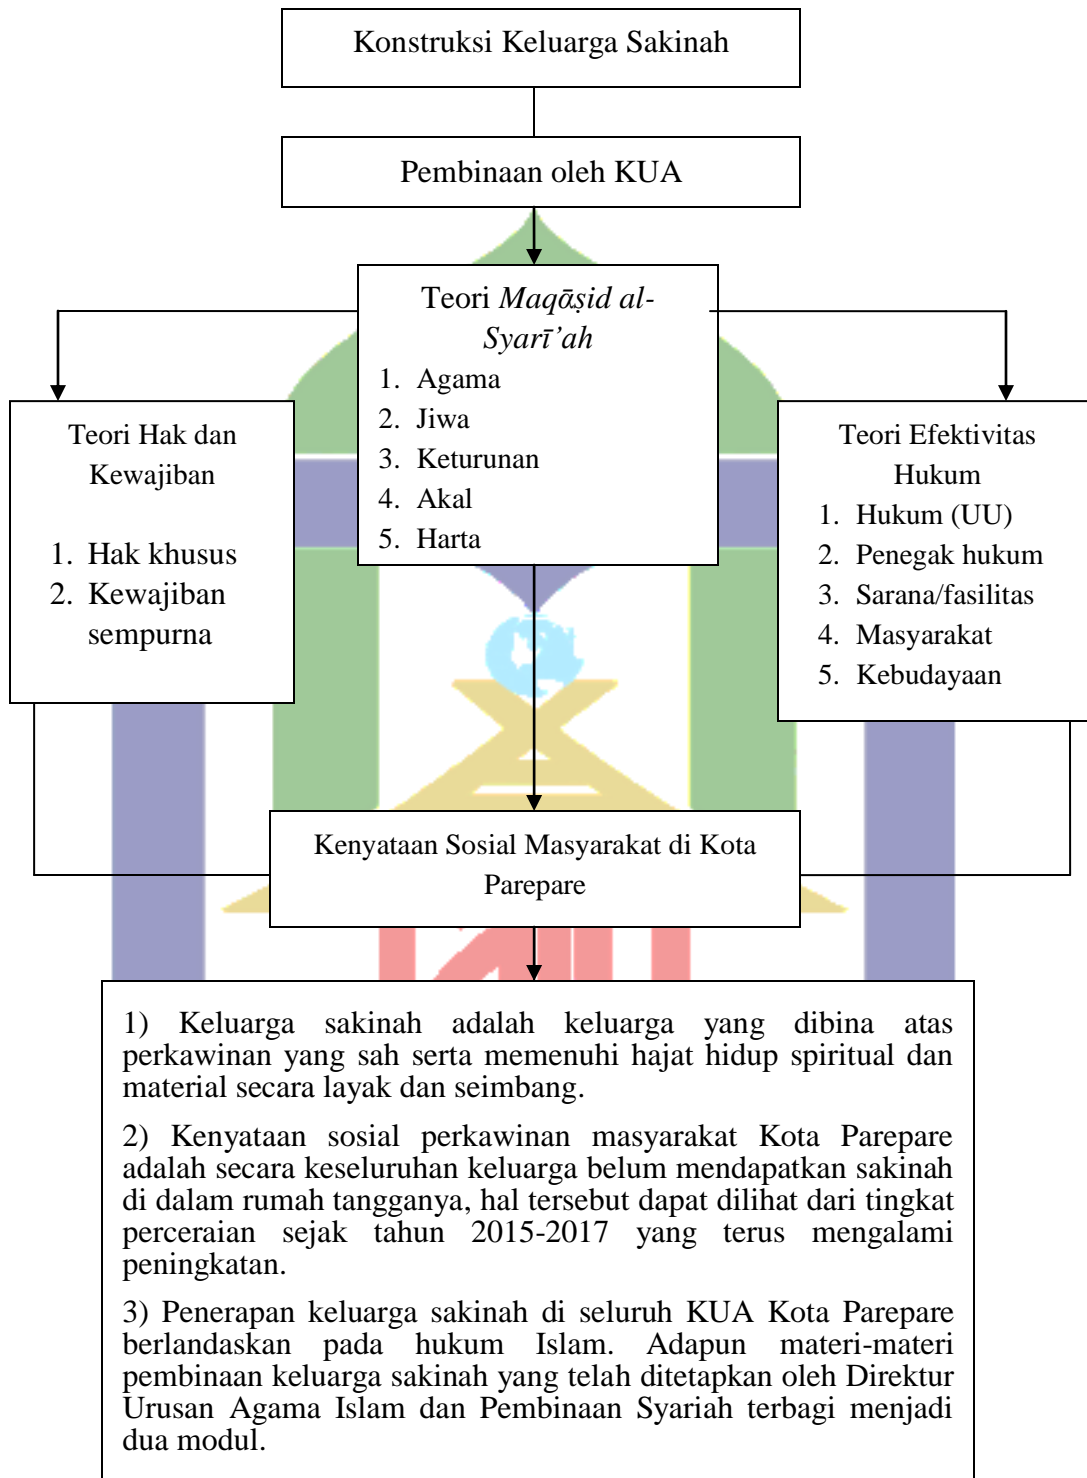 Konstruksi Keluarga Sakinah
Pembinaan oleh KUA
Teori Maqāṣid al-
Syarī'ah
1. Agama
2. Jiwa
3. Keturunan
4. Akal
5. Harta
Teori Hak dan
Kewajiban
1. Hak khusus
2. Kewajiban
sempurna
Teori Efektivitas
Hukum
1. Hukum (UU)
2. Penegak hukum
3. Sarana/fasilitas
4. Masyarakat
5. Kebudayaan
Kenyataan Sosial Masyarakat di Kota
Parepare
1) Keluarga sakinah adalah keluarga yang dibina atas
perkawinan yang sah serta memenuhi hajat hidup spiritual dan
material secara layak dan seimbang.
2) Kenyataan sosial perkawinan masyarakat Kota Parepare
adalah secara keseluruhan keluarga belum mendapatkan sakinah
di dalam rumah tangganya, hal tersebut dapat dilihat dari tingkat
perceraian sejak tahun 2015-2017 yang terus mengalami
peningkatan.
3) Penerapan keluarga sakinah di seluruh KUA Kota Parepare
berlandaskan pada hukum Islam. Adapun materi-materi
pembinaan keluarga sakinah yang telah ditetapkan oleh Direktur
Urusan Agama Islam dan Pembinaan Syariah terbagi menjadi
dua modul.